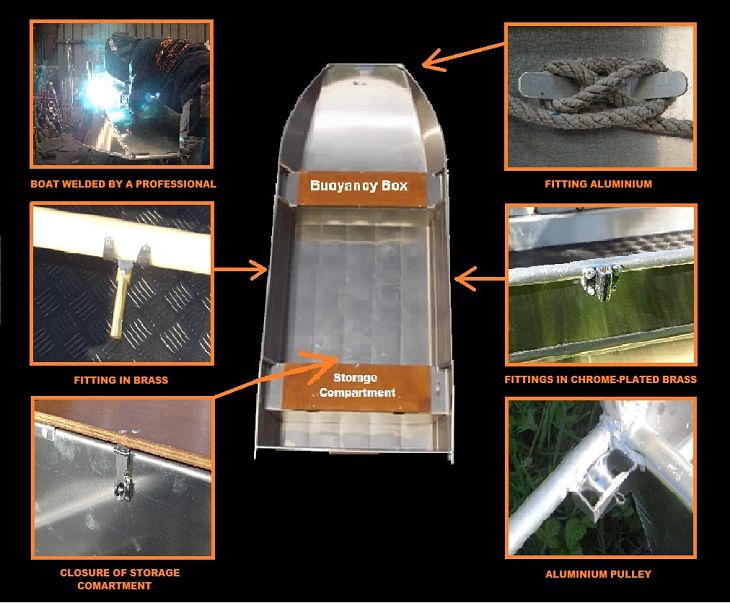 BOAT WELDED BY A PROFESSIONAL
FITTING ALUMINIUM
Buoyancy Box
FITTING IN BRASS
FITTINGS IN CHROME-PLATED BRASS
Storage
Compartment
CLOSURE OF STORAGE
COMARTMENT
ALUMINIUM PULLEY